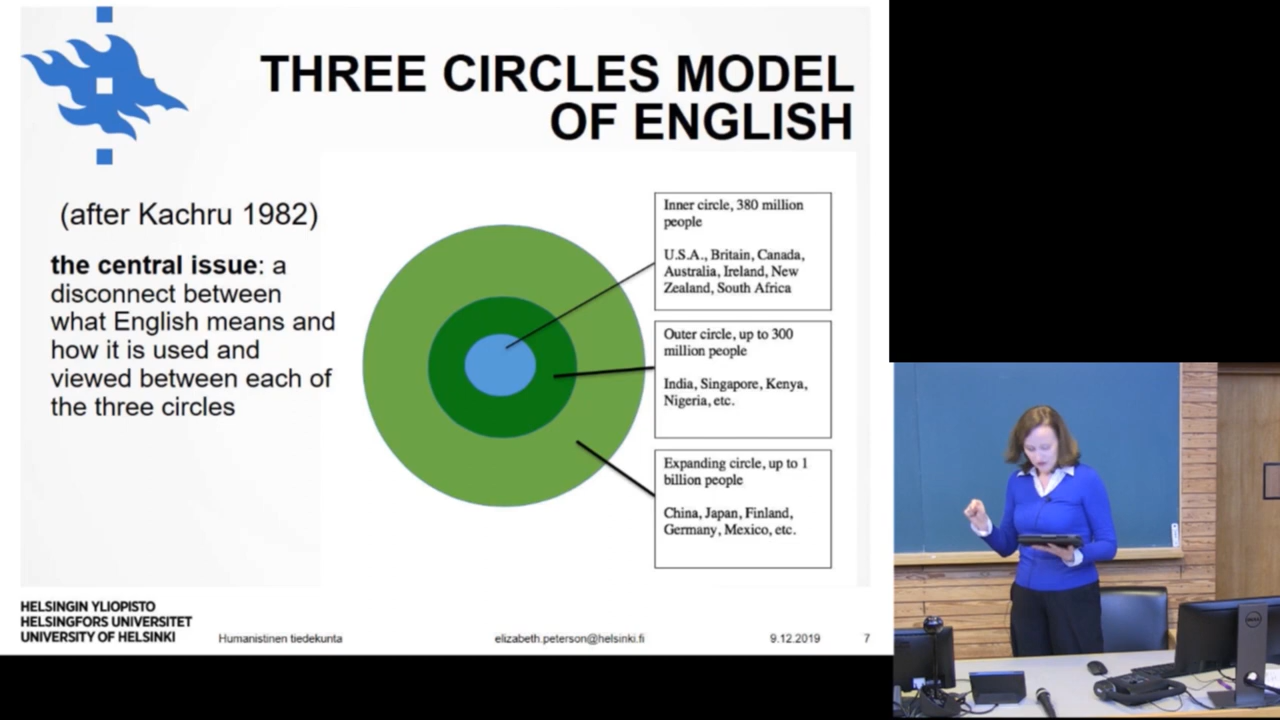 THREE CIRCLES MODEL
OF ENGLISH
(after Kachru 1982)
the central issue: a
disconnect between
what English means and
how it is used and
viewed between each of
the three circles
Inner circle, 380 million
people
U.S.A., Britain, Canada,
Australia, Ireland, New
Zealand, South Africa
Outer circle, up to 300
million people
India, Singapore, Kenya,
Nigeria, etc.
Expanding circle, up to 1
billion people
China, Japan, Finland,
Germany, Mexico, etc.
HELSINGIN YLIOPISTO
HELSINGFORS UNIVERSITET
UNIVERSITY OF HELSINKI
Humanistinen tiedekunta
elizabeth.peterson@helsinki.fi
9.12.2019
7
DELL